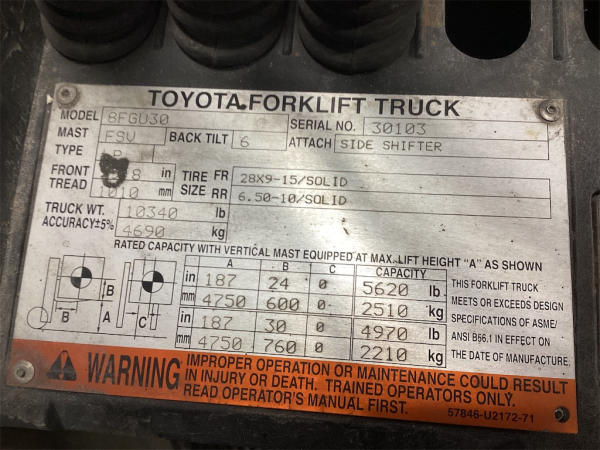 TOYOTA FORKLIFT TRUCK
MODEL 8FGU30 SERIAL NO. 30103
MAST FSV BACK TILT 6 ATTACH SIDE SHIFTER
TYPE
FRONT TREAD 8 in 1010 mm TIRE SIZE FR 28X9-15/SOLID
RR 6.50-10/SOLID
TRUCK WT. 10340 lb
ACCURACY±5% 4690 kg
RATED CAPACITY WITH VERTICAL MAST EQUIPPED AT MAX. LIFT HEIGHT "A" AS SHOWN
A B C CAPACITY
in 187 24 0 5620 lb
mm 4750 600 0 2510 kg
in 187 30 0 4970 lb
mm 4750 760 0 2210 kg
B A C B
THIS FORKLIFT TRUCK
MEETS OR EXCEEDS DESIGN
SPECIFICATIONS OF ASME/
ANSI B56.1 IN EFFECT ON
THE DATE OF MANUFACTURE.
WARNING
IMPROPER OPERATION OR MAINTENANCE COULD RESULT
IN INJURY OR DEATH. TRAINED OPERATORS ONLY.
READ OPERATOR'S MANUAL FIRST.
57846-U2172-71